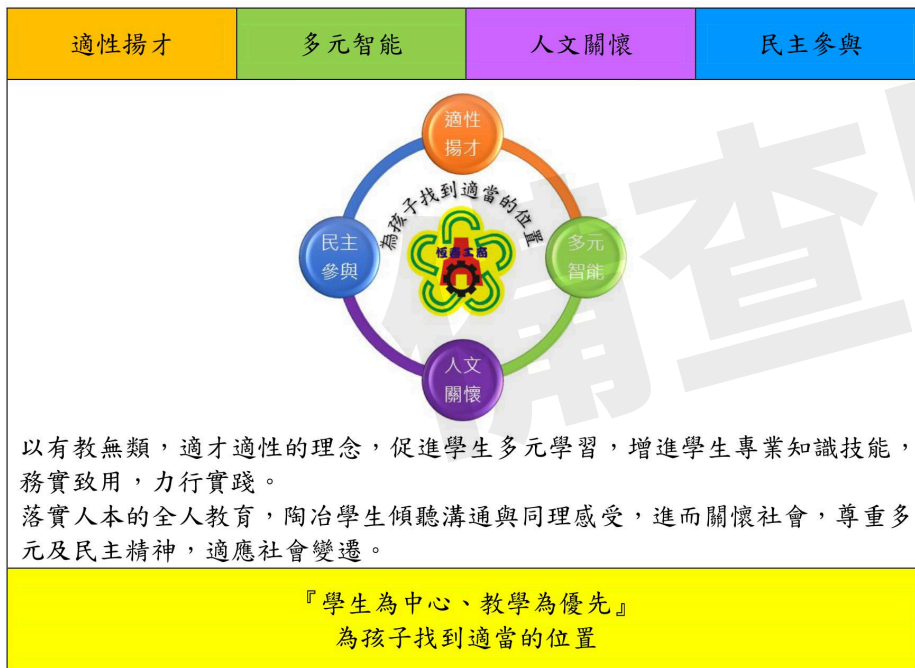 適性揚才
多元智能
人文關懷
民主參與
適性
揚才
為孩子找到適當的位置
民主
參與
恆春工商
多元
智能
人文
關懷
備查
以有教無類，適才適性的理念，促進學生多元學習，增進學生專業知識技能，
務實致用，力行實踐。
落實人本的全人教育，陶冶學生傾聽溝通與同理感受，進而關懷社會，尊重多
元及民主精神，適應社會變遷。
『學生為中心、教學為優先』
為孩子找到適當的位置